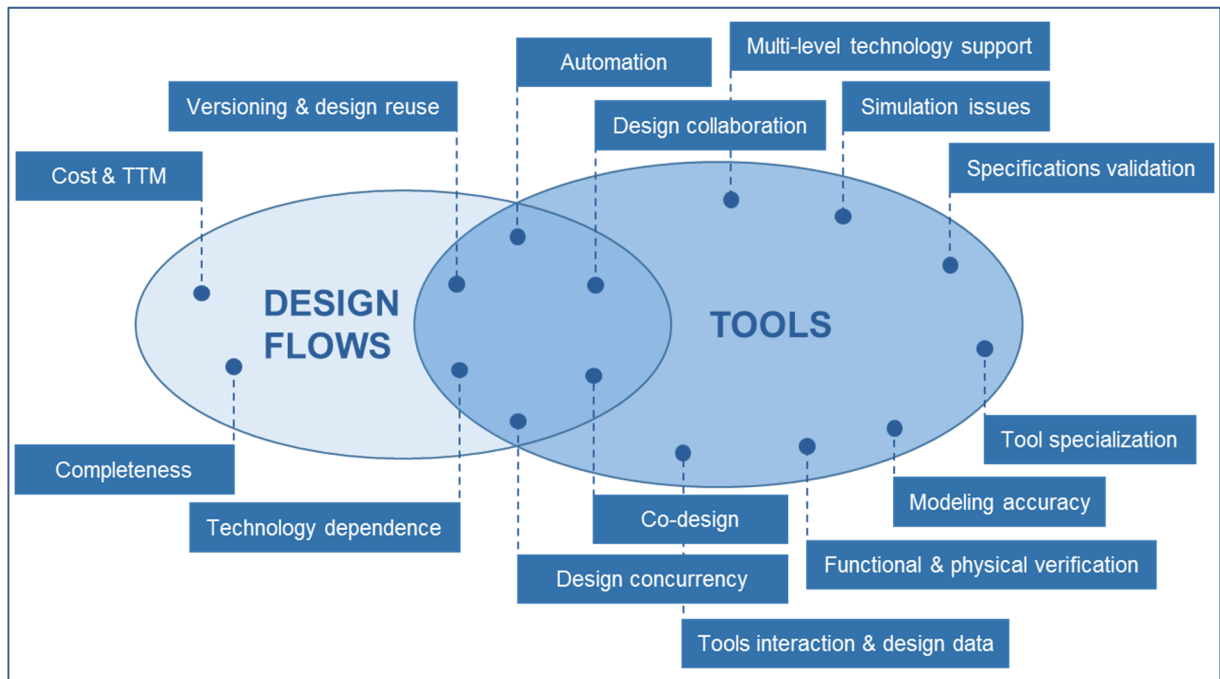 Multi-level technology support
Automation
Versioning & design reuse
Simulation issues
Design collaboration
Cost & TTM
Specifications validation
DESIGN
FLOWS
TOOLS
Tool specialization
Completeness
Modeling accuracy
Technology dependence
Co-design
Functional & physical verification
Design concurrency
Tools interaction & design data